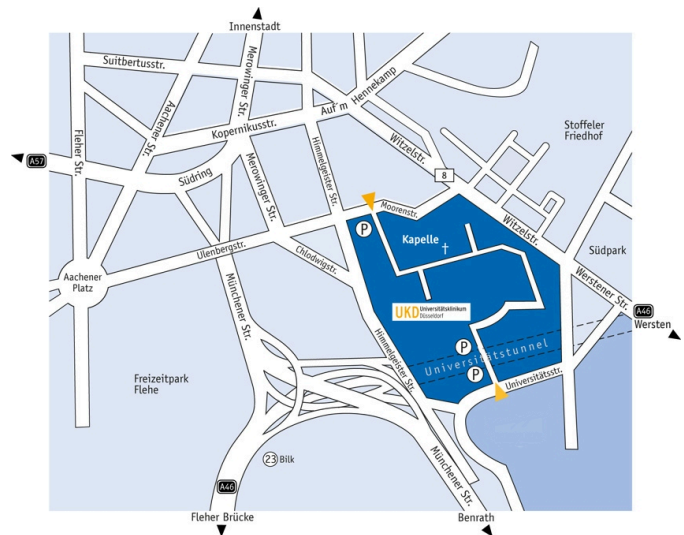 Innenstadt
Suitbertusstr.
Merowinger Str.
Auf´m Hennekamp
Fleher Str.
Aachener Str.
Kopernikusstr.
Himmelgeister Str.
Witzelstr.
Stoffeler
Friedhof
A57
Südring
Merowinger Str.
8
Moorenstr.
Witzelstr.
P
Kapelle
Südpark
Ulenbergstr.
Chlodwigstr.
Aachener
Platz
Münchener Str.
Werstener Str.
A46
Wersten
UKD Universitätsklinikum
Düsseldorf
Himmelgeister Str.
P
Universitätstunnel
P
Universitätsstr.
Freizeitpark
Flehe
23 Bilk
Münchener Str.
A46
Fleher Brücke
Benrath